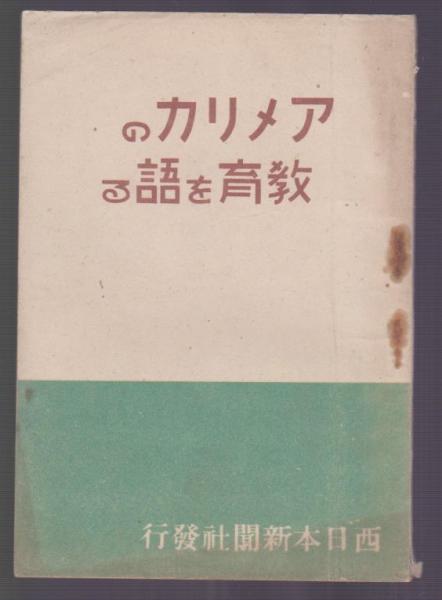 アメリカの
教育を語る
西日本新聞社發行